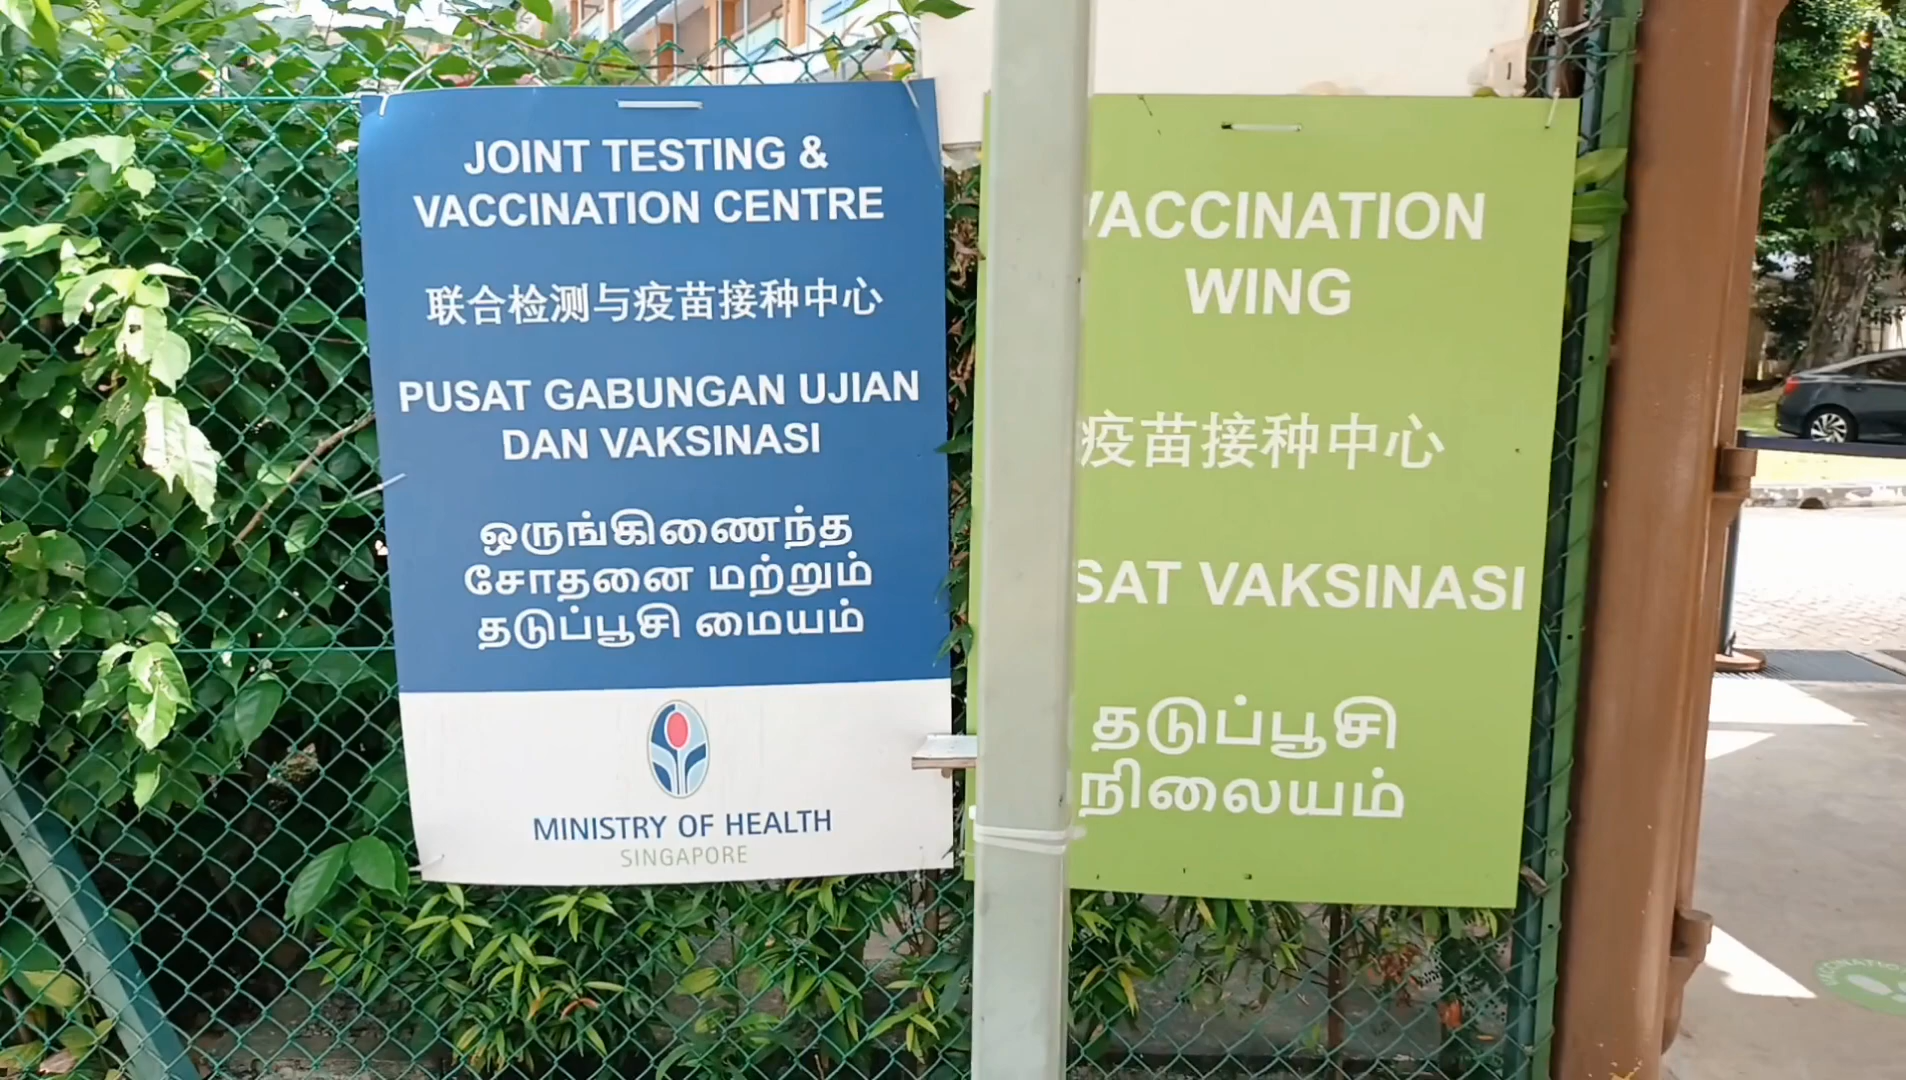 JOINT TESTING &
VACCINATION CENTRE
联合检测与疫苗接种中心
PUSAT GABUNGAN UJIAN
DAN VAKSINASI
ஒருங்கிணைந்த
சோதனை மற்றும்
தடுப்பூசி மையம்
MINISTRY OF HEALTH
SINGAPORE
VACCINATION
WING
疫苗接种中心
SAT VAKSINASI
தடுப்பூசி
நிலையம்